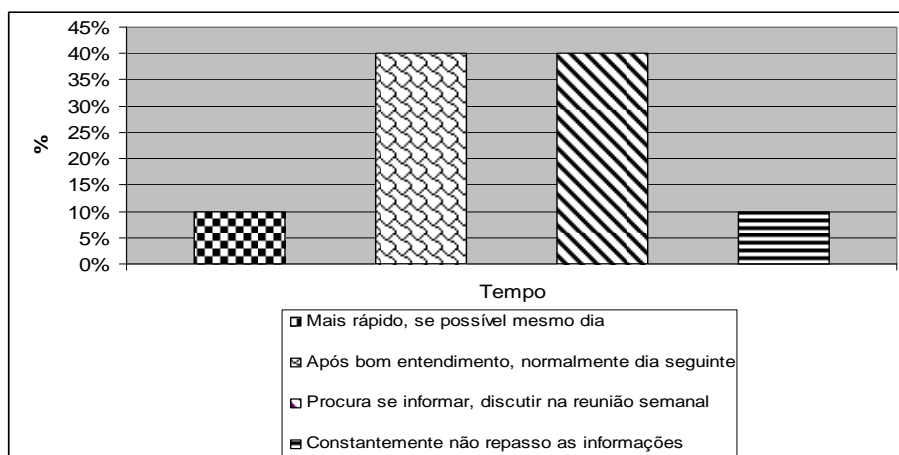 45%
40%
35%
30%
25%
20%
15%
10%
5%
0%
%
Tempo
Mais rápido, se possível mesmo dia
Após bom entendimento, normalmente dia seguinte
Procura se informar, discutir na reunião semanal
Constantemente não repasso as informações